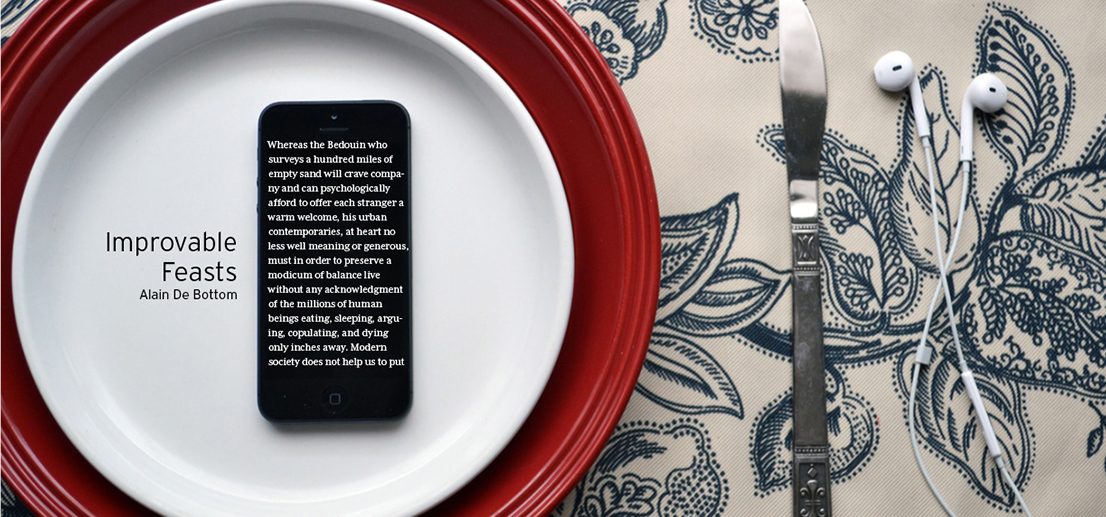 Improvable
Feasts
Alain De Bottom
Whereas the Bedouin who
surveys a hundred miles of
empty sand will crave compa-
ny and can psychologically
afford to offer each stranger a
warm welcome, his urban
contemporaries, at heart no
less well meaning or generous,
must in order to preserve a
modicum of balance live
without any acknowledgment
of the millions of human
beings eating, sleeping, argu-
ing, copulating, and dying
only inches away. Modern
society does not help us to put